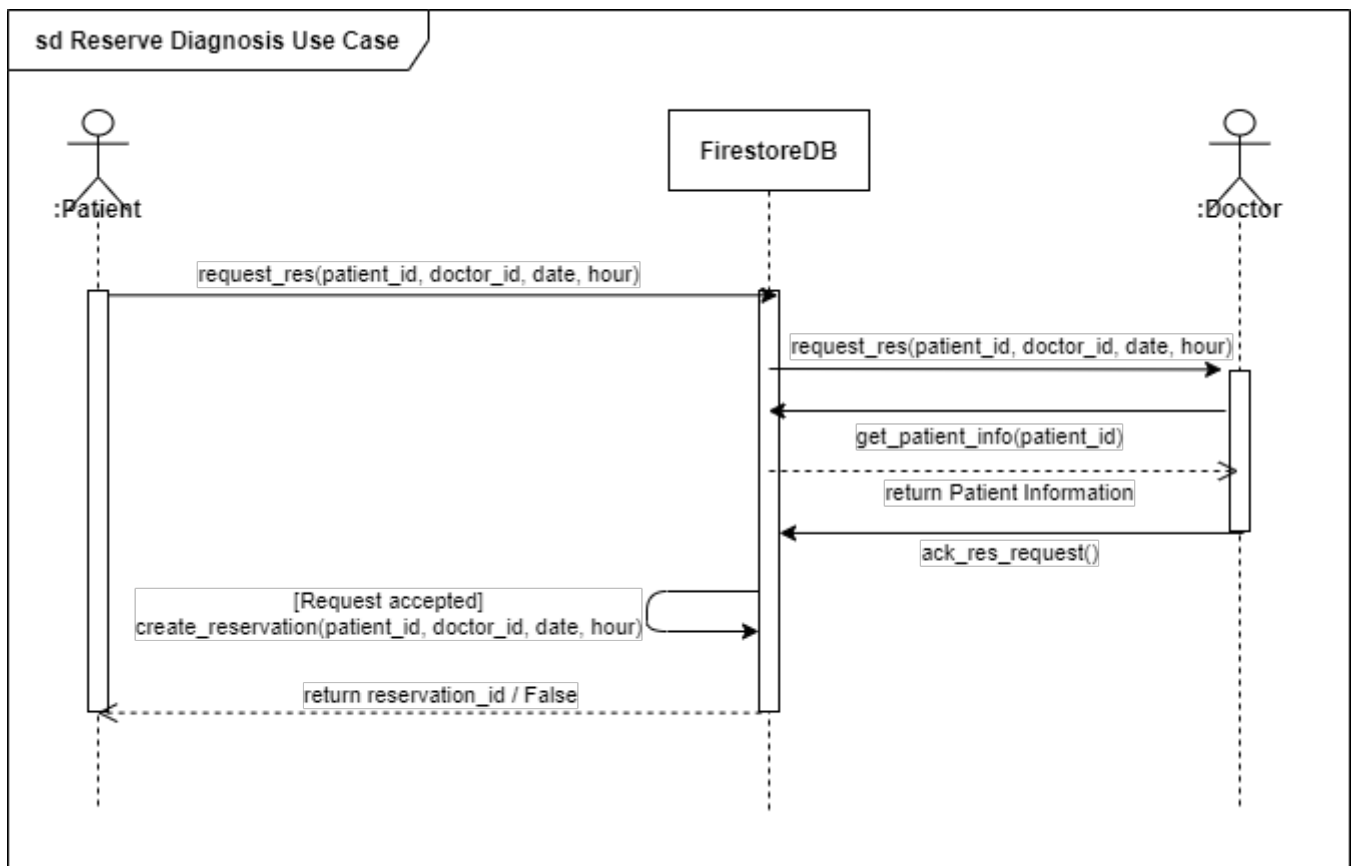 sd Reserve Diagnosis Use Case
FirestoreDB
:Patient
:Doctor
request_res(patient_id, doctor_id, date, hour)
request_res(patient_id, doctor_id, date, hour)
get_patient_info(patient_id)
return Patient Information
ack_res_request()
[Request accepted]
create_reservation(patient_id, doctor_id, date, hour)
return reservation_id / False